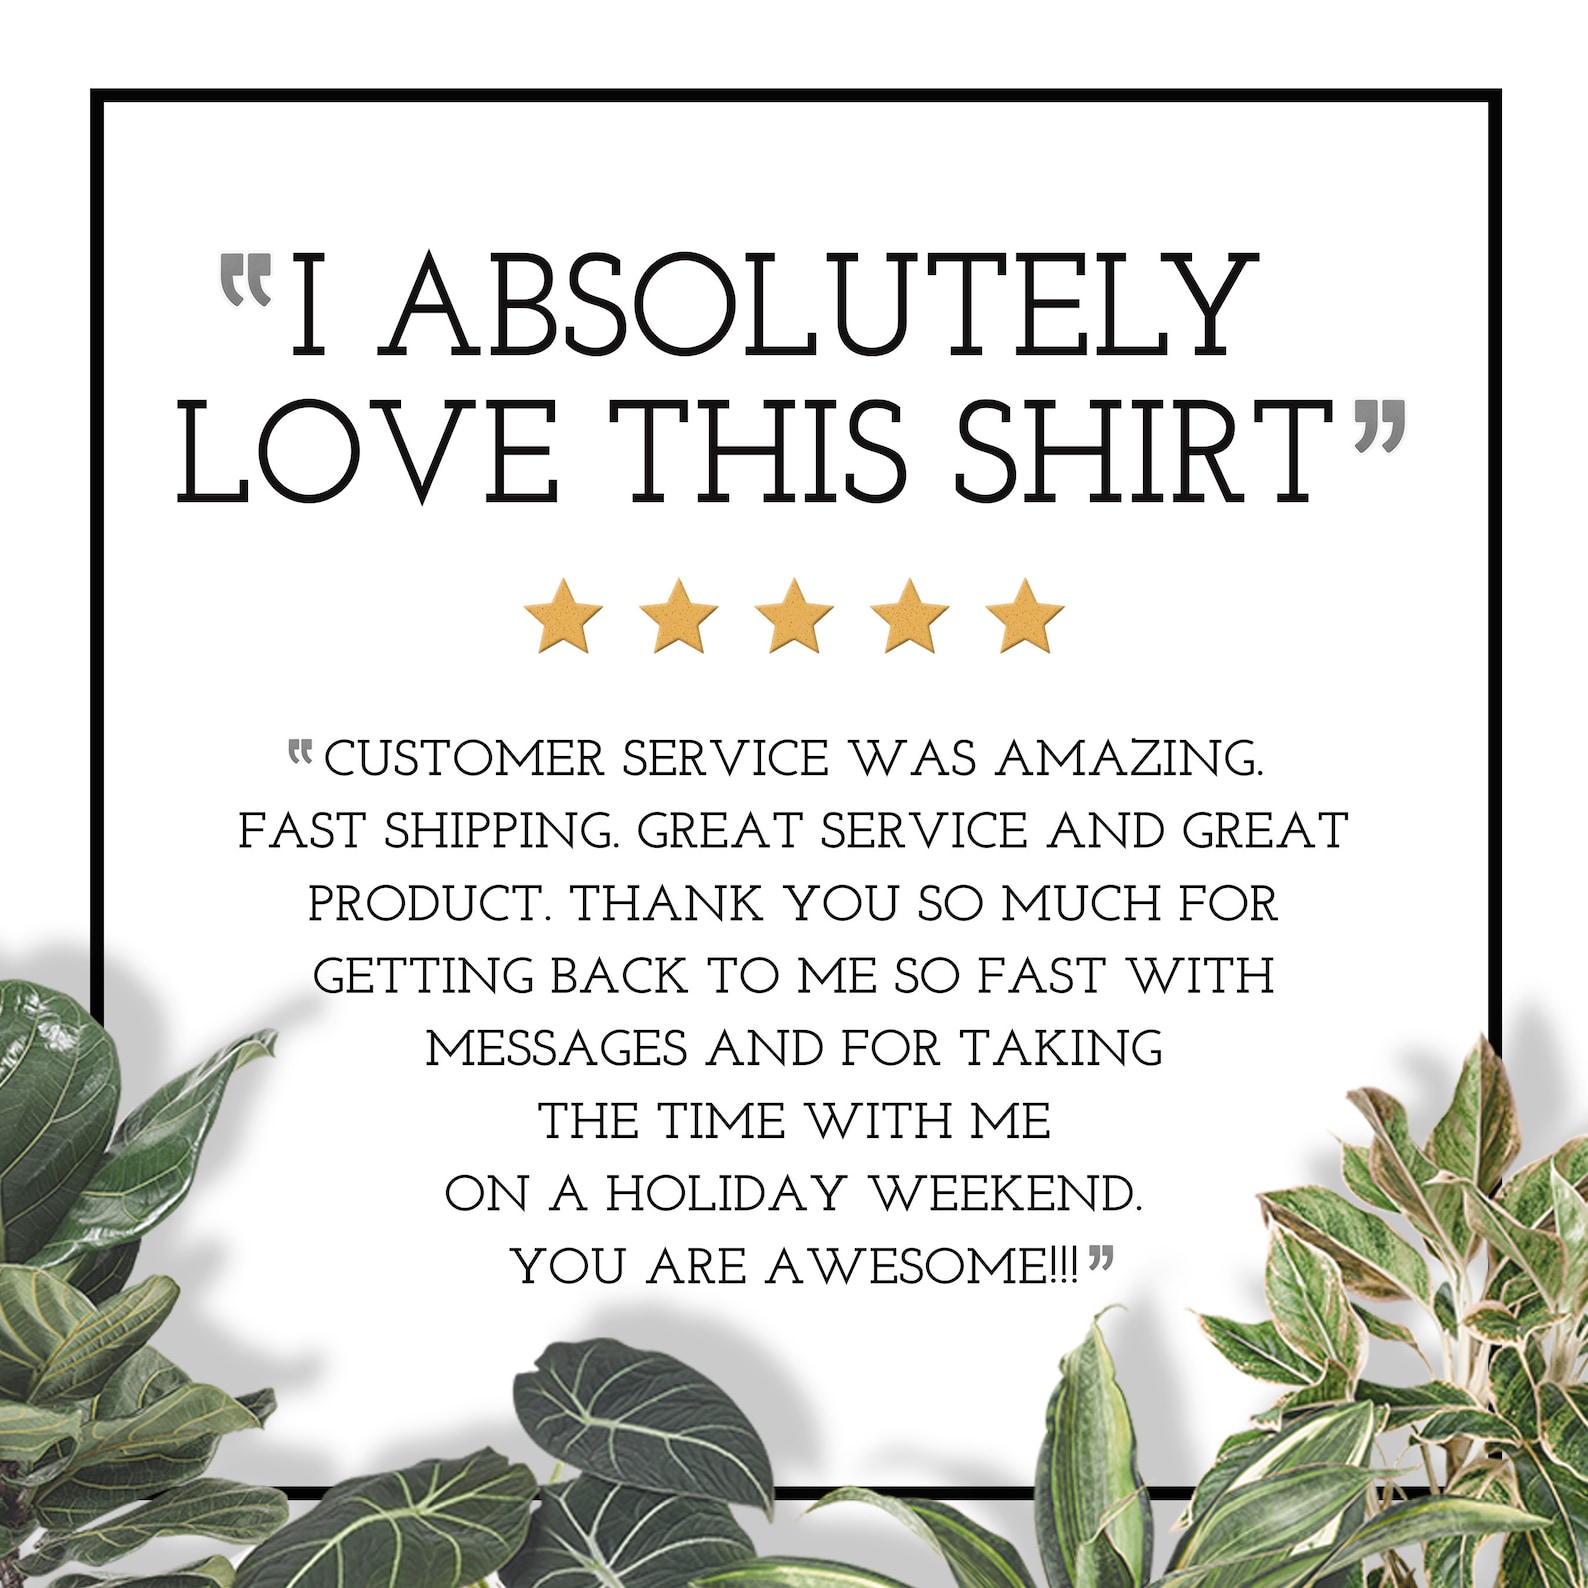 “I ABSOLUTELY
LOVE THIS SHIRT”
“CUSTOMER SERVICE WAS AMAZING.
FAST SHIPPING. GREAT SERVICE AND GREAT
PRODUCT. THANK YOU SO MUCH FOR
GETTING BACK TO ME SO FAST WITH
MESSAGES AND FOR TAKING
THE TIME WITH ME
ON A HOLIDAY WEEKEND.
YOU ARE AWESOME!!!”